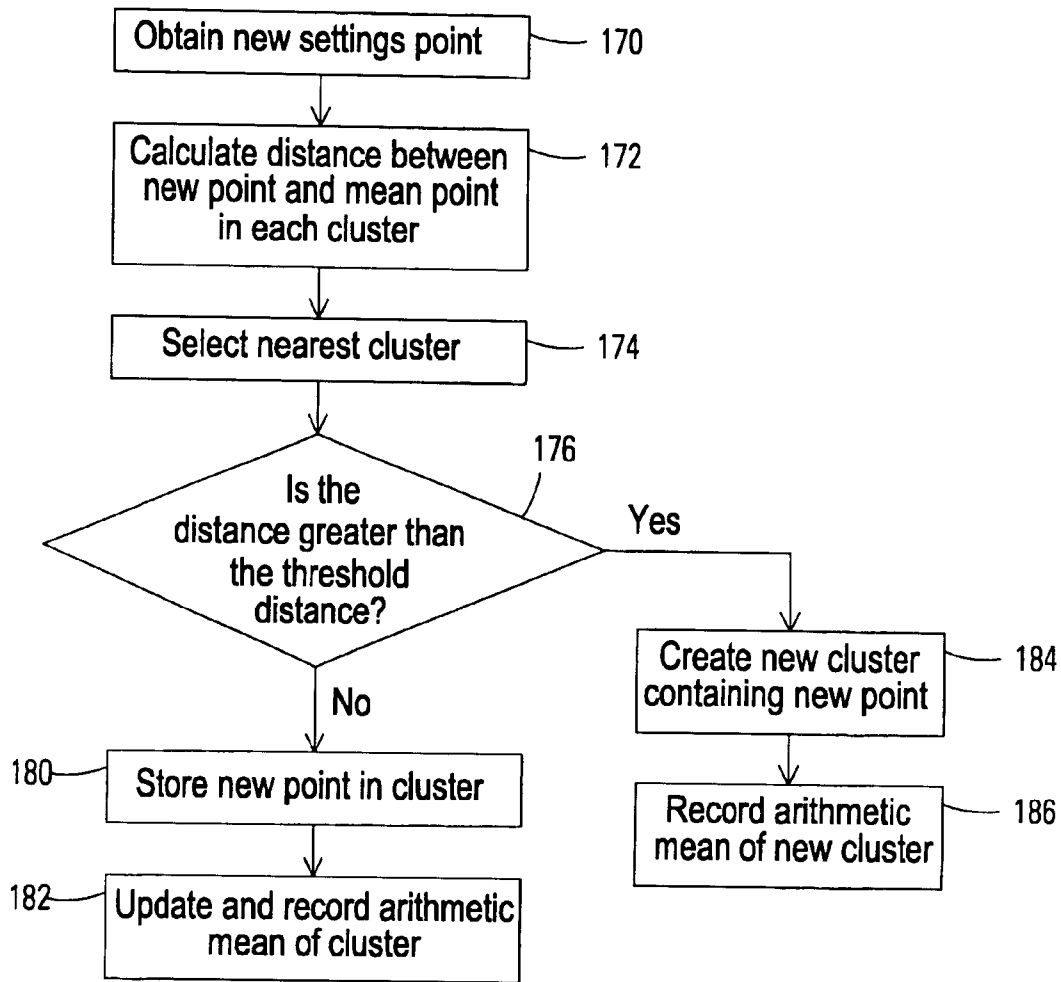 Obtain new settings point
170
Calculate distance between
new point and mean point
in each cluster
172
Select nearest cluster
174
176
Is the
distance greater than
the threshold
distance?
Yes
No
Create new cluster
containing new point
184
180
Store new point in cluster
Record arithmetic
mean of new cluster
186
182
Update and record arithmetic
mean of cluster